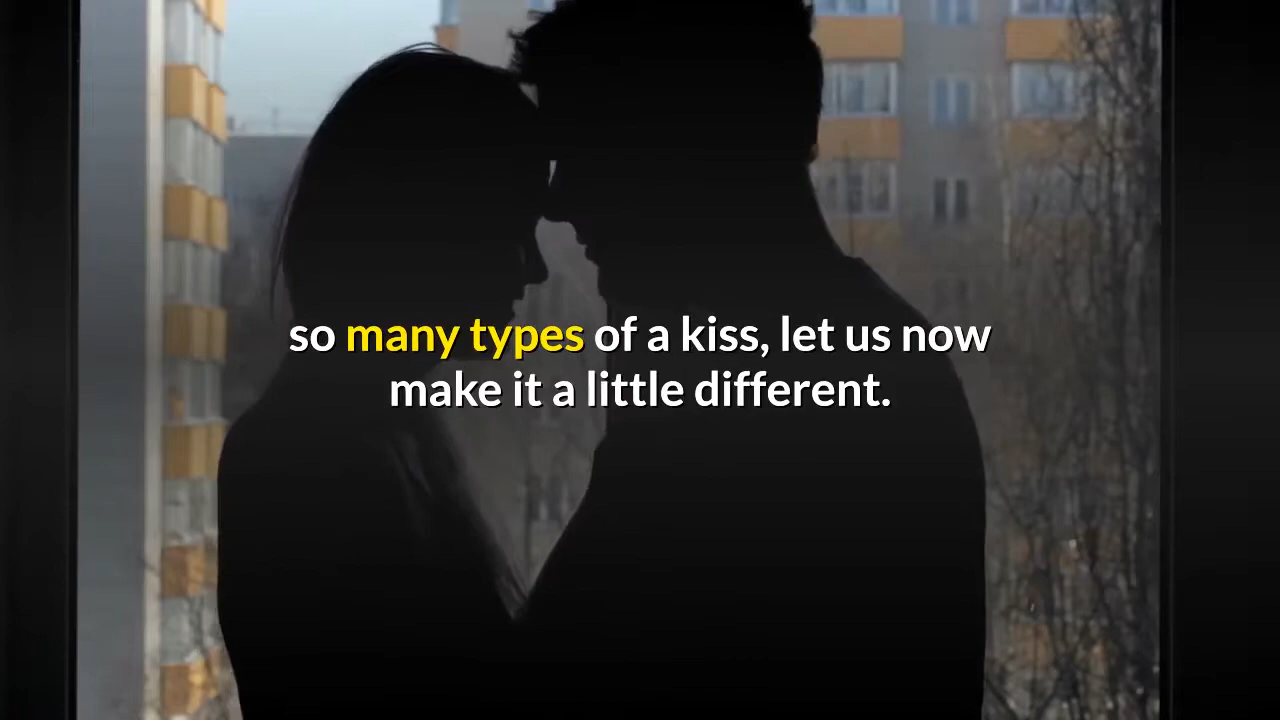 so many types of a kiss, let us now
make it a little different.